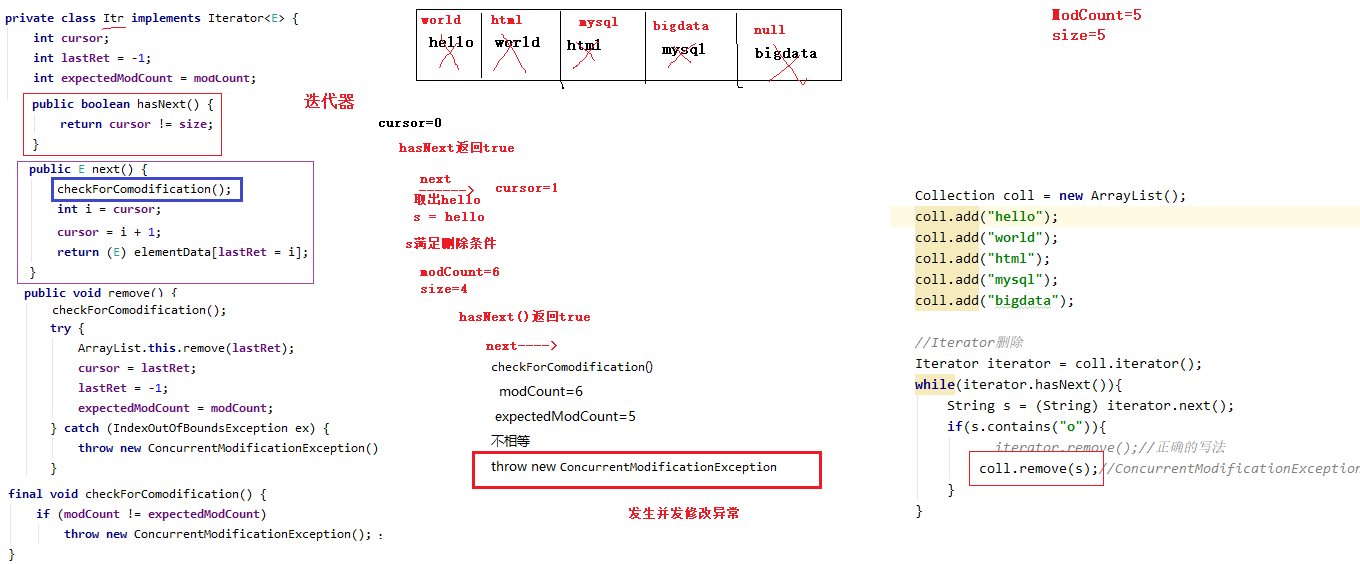 private class Itr implements Iterator<E> {
int cursor;
int lastRet = -1;
int expectedModCount = modCount;
public boolean hasNext() {
return cursor != size;
}
public E next() {
checkForComodification();
int i = cursor;
cursor = i + 1;
return (E) elementData[lastRet = i];
}
public void remove() {
checkForComodification();
try {
ArrayList.this.remove(lastRet);
cursor = lastRet;
lastRet = -1;
expectedModCount = modCount;
} catch (IndexOutOfBoundsException ex) {
throw new ConcurrentModificationException()
}
final void checkForComodification() {
if (modCount != expectedModCount)
throw new ConcurrentModificationException(); :
}
迭代器
world html mysql bigdata null
hello world html mysql bigdata
cursor=0
hasNext返回true
next
------> cursor=1
取出hello
s = hello
s满足删除条件
modCount=6
size=4
hasNext()返回true
next---->
checkForComodification()
modCount=6
expectedModCount=5
不相等
throw new ConcurrentModificationException
发生并发修改异常
ModCount=5
size=5
Collection coll = new ArrayList();
coll.add("hello");
coll.add("world");
coll.add("html");
coll.add("mysql");
coll.add("bigdata");
//Iterator删除
Iterator iterator = coll.iterator();
while(iterator.hasNext()){
String s = (String) iterator.next();
if(s.contains("o")){
iterator.remove();//正确的写法
coll.remove(s);//ConcurrentModificationException
}
}